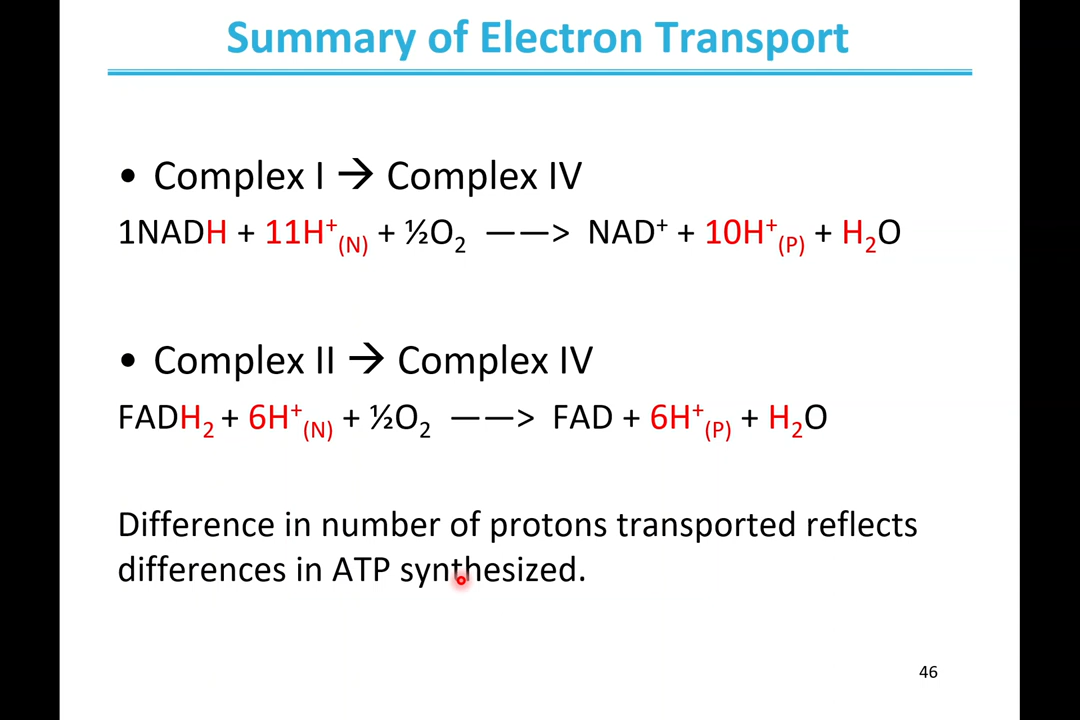 Summary of Electron Transport
• Complex I → Complex IV
1NADH + 11H⁺₍N₎ + ½O₂ ——> NAD⁺ + 10H⁺₍P₎ + H₂O
• Complex II → Complex IV
FADH₂ + 6H⁺₍N₎ + ½O₂ ——> FAD + 6H⁺₍P₎ + H₂O
Difference in number of protons transported reflects
differences in ATP synthesized.
46